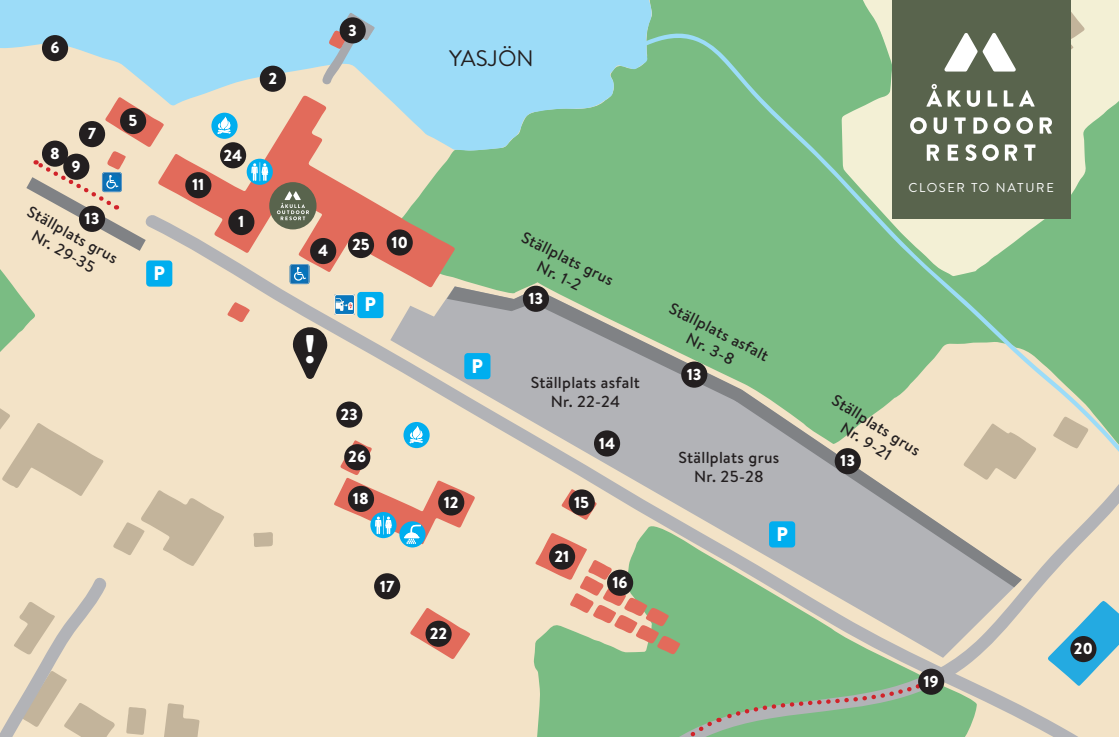 3
6
YASJÖN
2
5
7
24
8
9
11
13
1
ÅKULLA
OUTDOOR
RESORT
4
25
10
Ställplats grus
Nr. 29-35
P
P
!
ÅKULLA
OUTDOOR
RESORT
CLOSER TO NATURE
Ställplats grus
Nr. 1-2
13
Ställplats asfalt
Nr. 3-8
13
P
Ställplats asfalt
Nr. 22-24
Ställplats grus
Nr. 9-21
13
14
Ställplats grus
Nr. 25-28
P
23
26
18
12
15
21
16
17
22
20
19